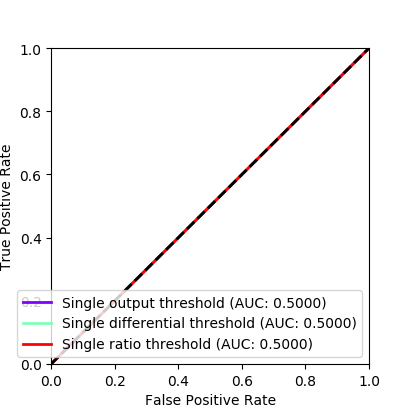 1.0
0.8
0.6
0.4
0.2
0.0
True Positive Rate
Single output threshold (AUC: 0.5000)
Single differential threshold (AUC: 0.5000)
Single ratio threshold (AUC: 0.5000)
0.0 0.2 0.4 0.6 0.8 1.0
False Positive Rate